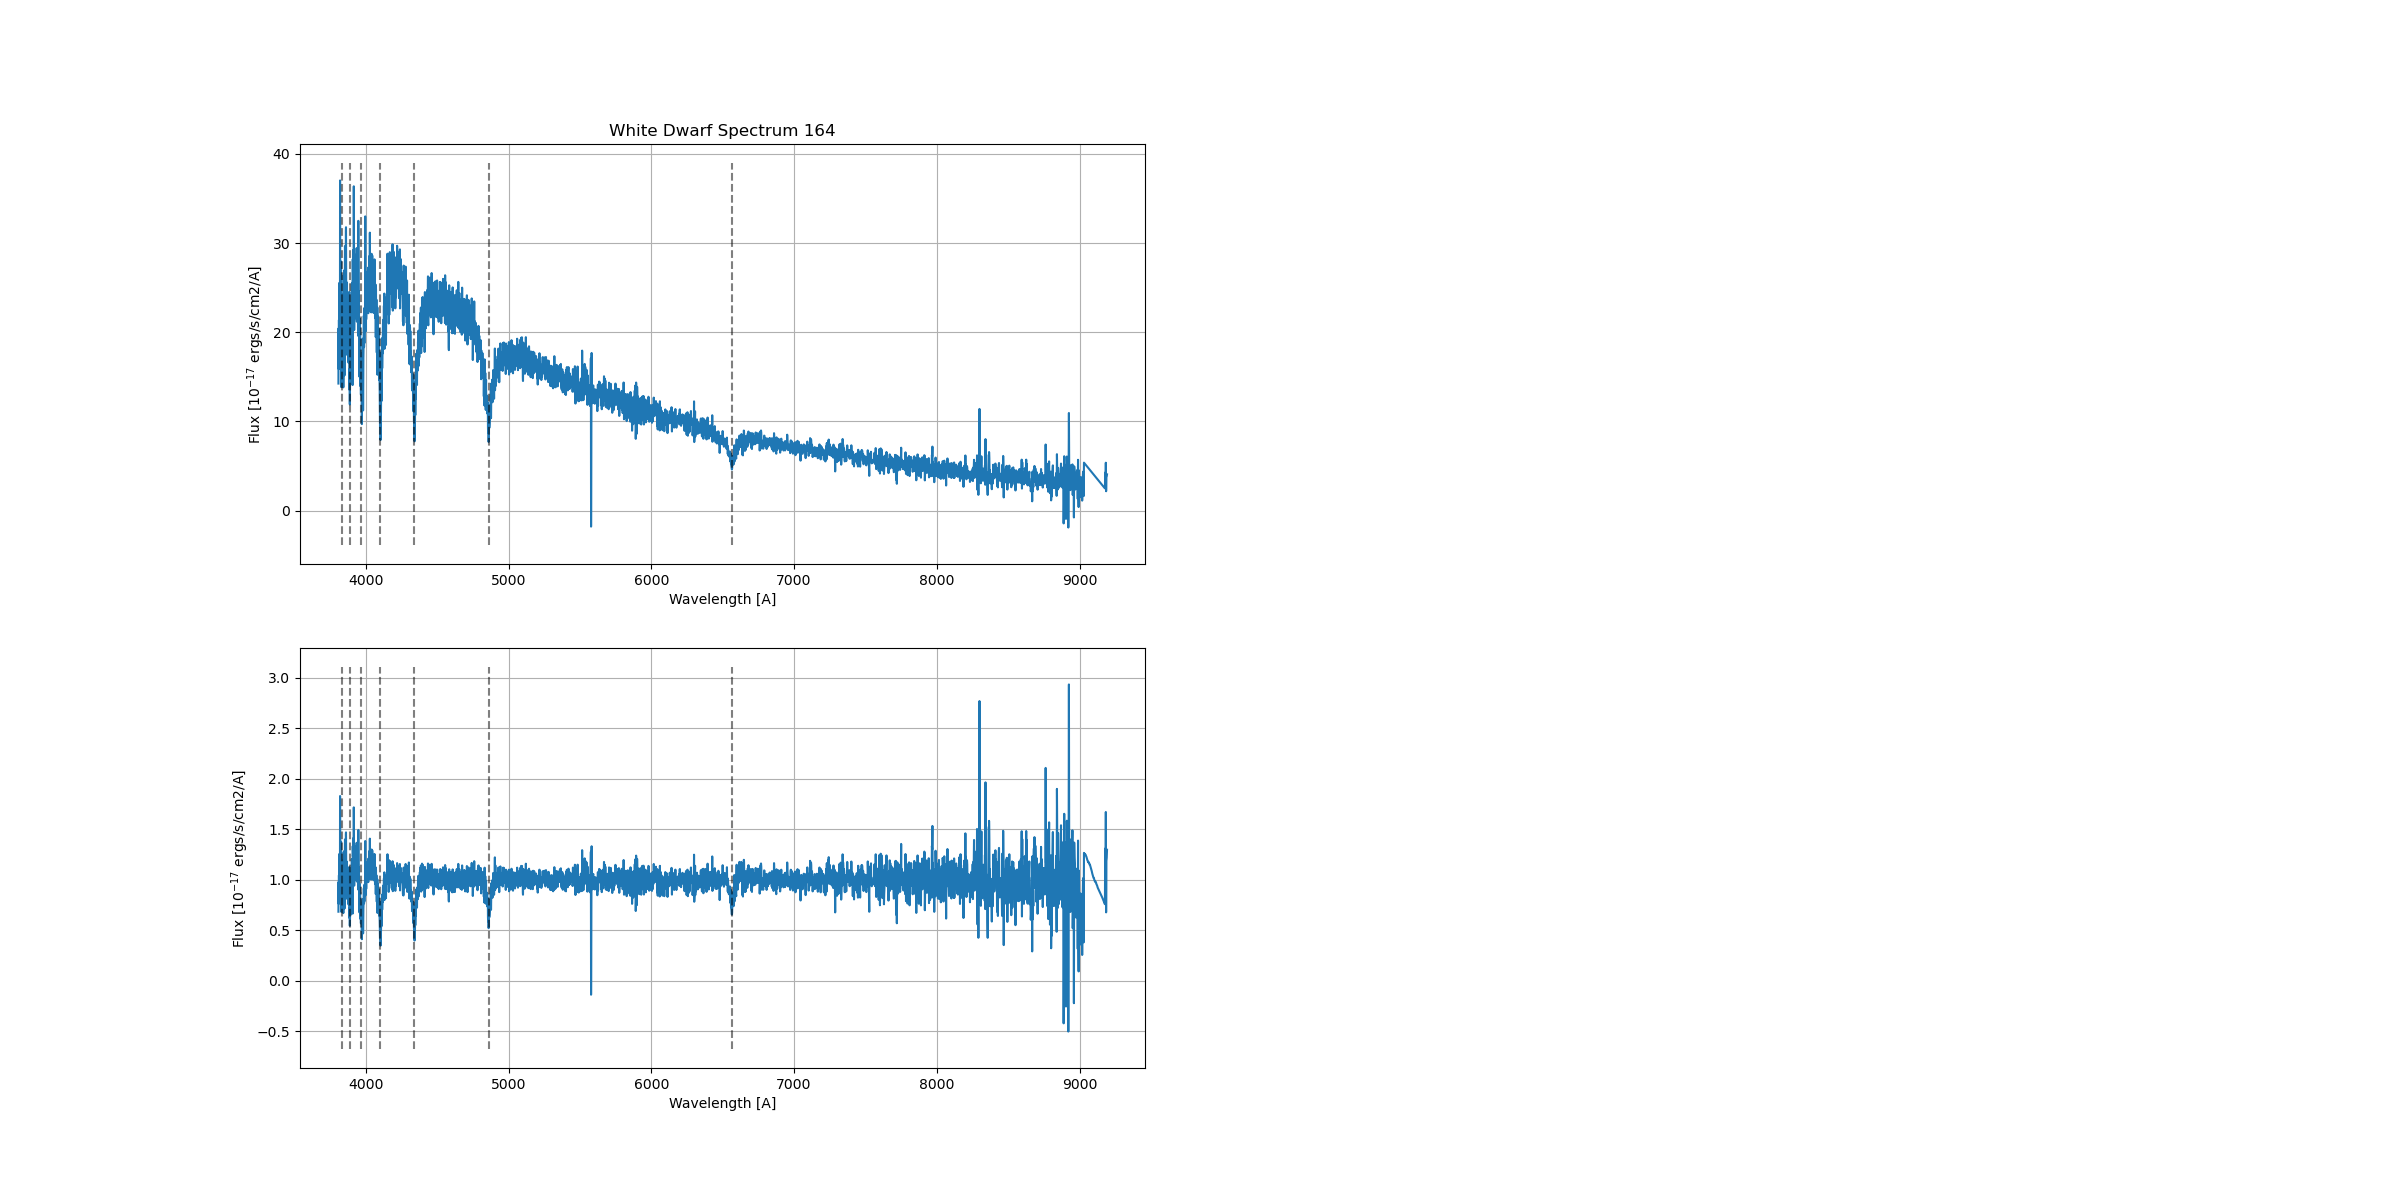 White Dwarf Spectrum 164
40
30
20
10
0
Flux [10⁻¹⁷ ergs/s/cm2/A]
4000 5000 6000 7000 8000 9000
Wavelength [A]
3.0
2.5
2.0
1.5
1.0
0.5
0.0
−0.5
Flux [10⁻¹⁷ ergs/s/cm2/A]
4000 5000 6000 7000 8000 9000
Wavelength [A]